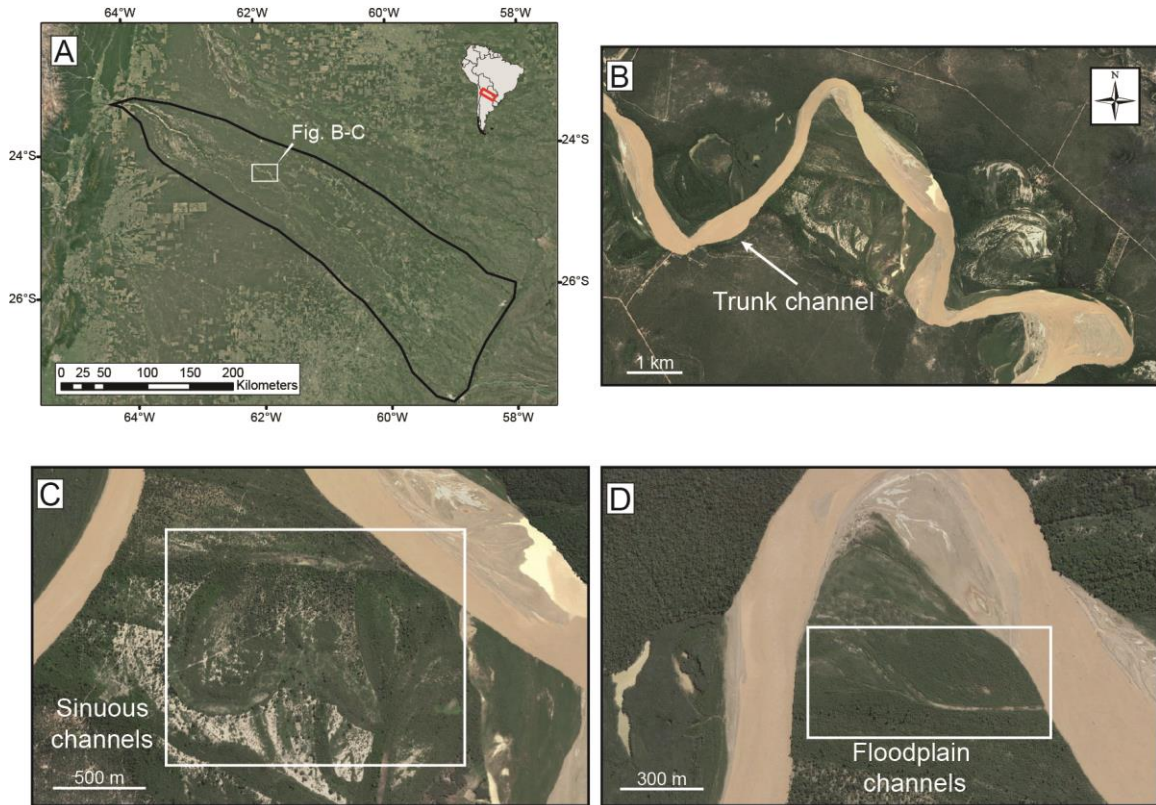 64°W 62°W 60°W 58°W
A
Fig. B-C
24°S
26°S
0 25 50 100 150 200
Kilometers
64°W 62°W 60°W 58°W
24°S
26°S
B
N
Trunk channel
1 km
C
Sinuous
channels
500 m
D
Floodplain
channels
300 m